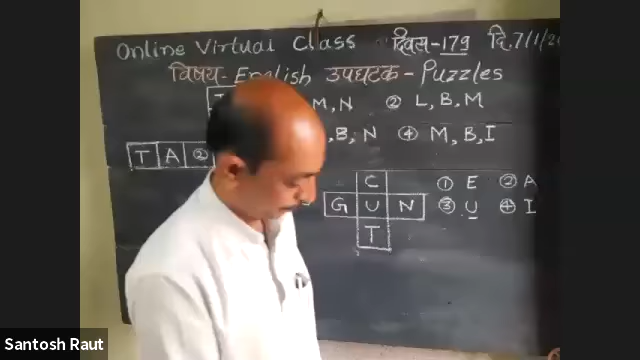 Online Virtual Class दिवस-179 दि. 7/1/20
विषय- English उपघटक - Puzzles
M, N ② L, B, M
, B, N ④ M, B, I
T A ②
C
G U N
T
① E ② A
③ U ④ I
Santosh Raut